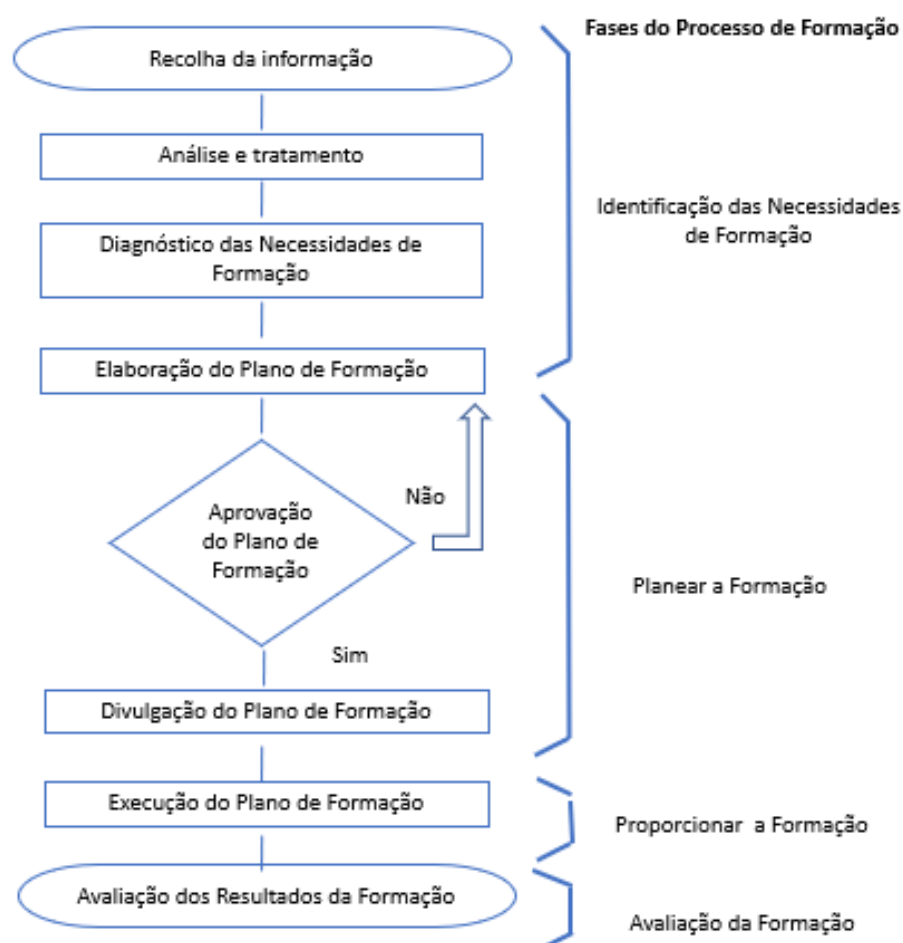 Fases do Processo de Formação
Recolha da informação
Análise e tratamento
Identificação das Necessidades
de Formação
Diagnóstico das Necessidades de
Formação
Elaboração do Plano de Formação
Não
Aprovação
do Plano de
Formação
Planear a Formação
Sim
Divulgação do Plano de Formação
Execução do Plano de Formação
Proporcionar a Formação
Avaliação dos Resultados da Formação
Avaliação da Formação